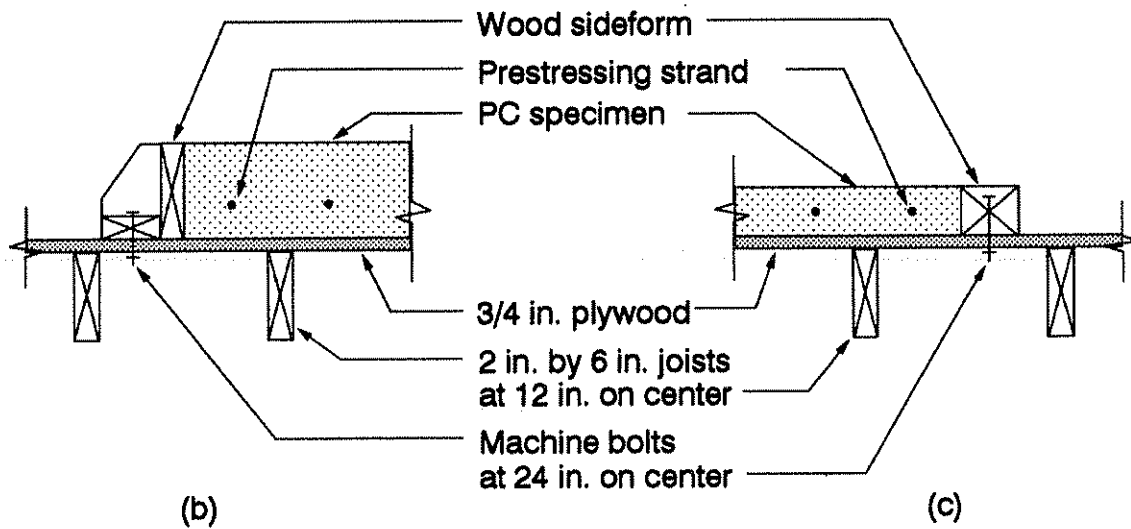 Wood sideform
Prestressing strand
PC specimen
3/4 in. plywood
2 in. by 6 in. joists
at 12 in. on center
Machine bolts
at 24 in. on center
(b)
(c)